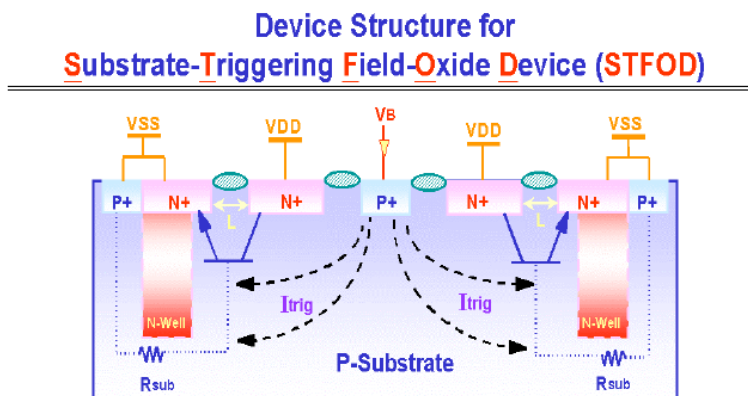 Device Structure for
Substrate-Triggering Field-Oxide Device (STFOD)
VSS VDD VB VDD VSS
P+ N+ N+ P+ N+ N+ P+
L L
Itrig Itrig
N-Well N-Well
P-Substrate
Rsub Rsub